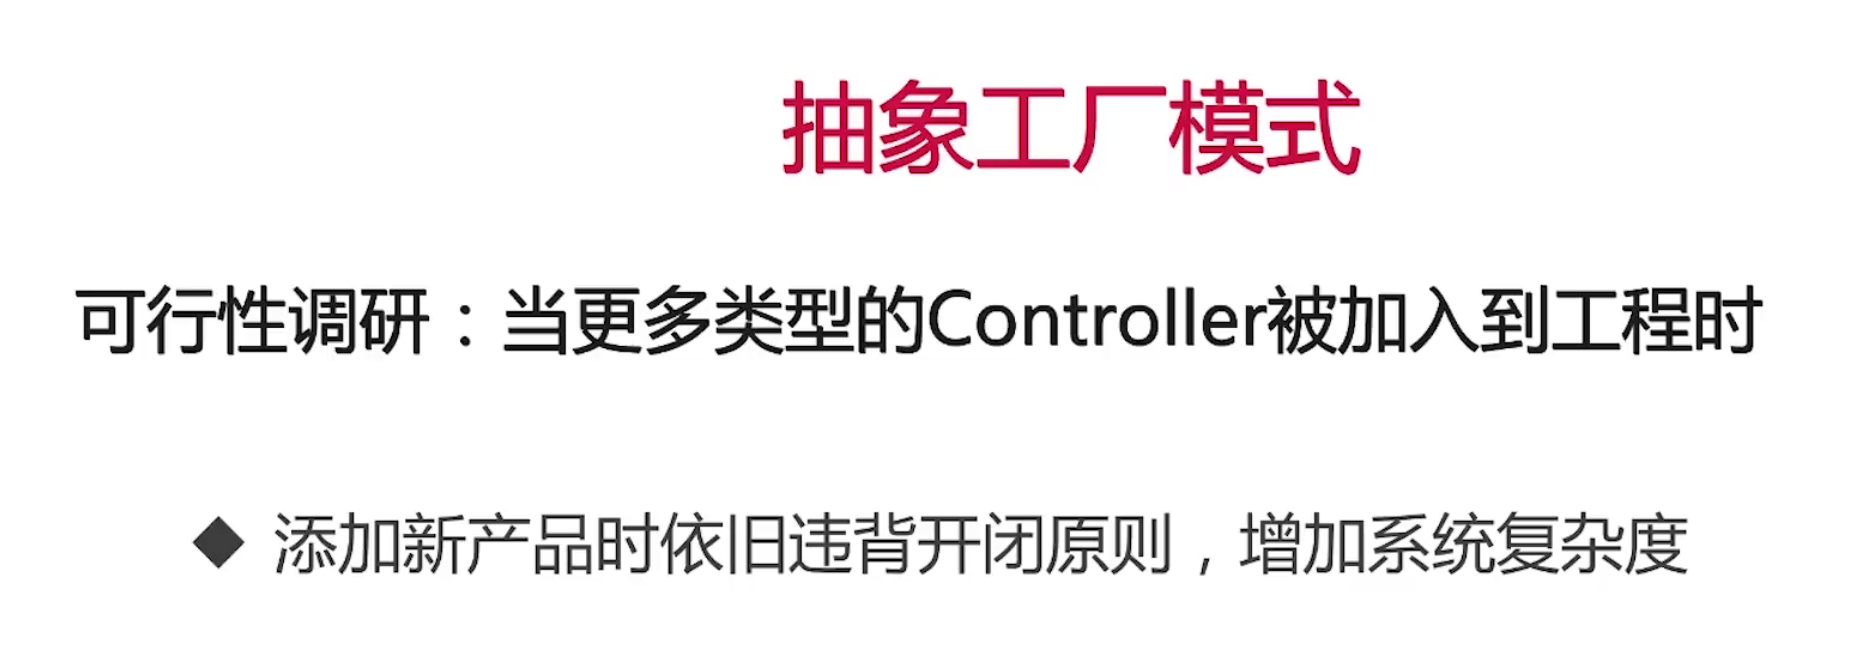 抽象工厂模式
可行性调研：当更多类型的Controller被加入到工程时
◆ 添加新产品时依旧违背开闭原则，增加系统复杂度